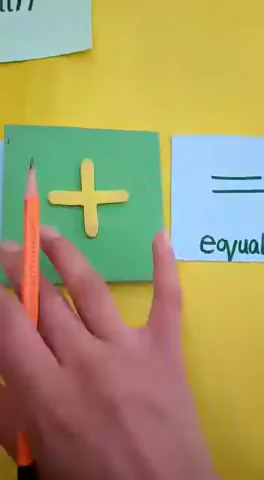 +
=
equal